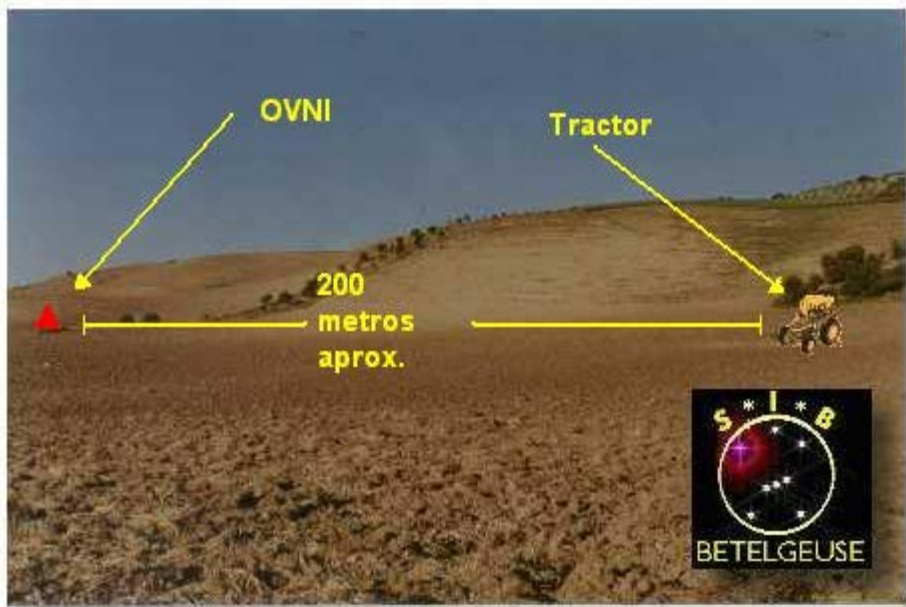 OVNI
Tractor
200
metros
aprox.
S * I * B
BETELGEUSE